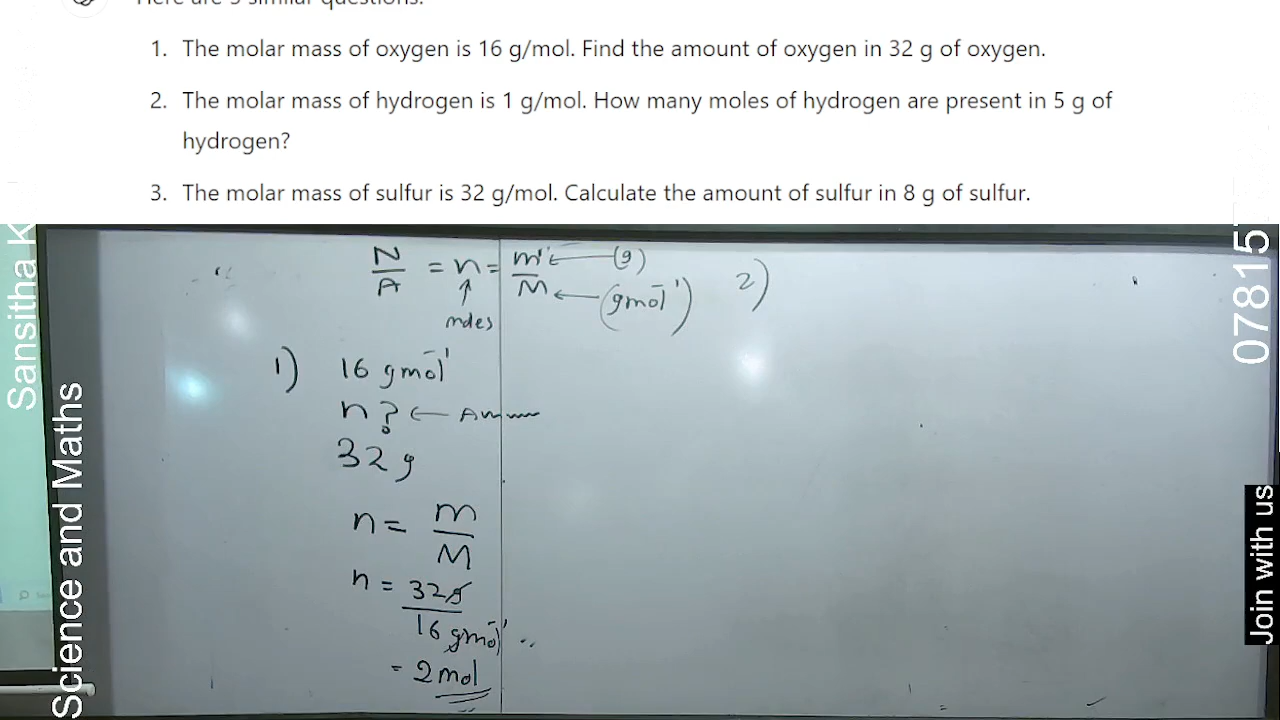 Here are 5 similar questions:
1. The molar mass of oxygen is 16 g/mol. Find the amount of oxygen in 32 g of oxygen.
2. The molar mass of hydrogen is 1 g/mol. How many moles of hydrogen are present in 5 g of
hydrogen?
3. The molar mass of sulfur is 32 g/mol. Calculate the amount of sulfur in 8 g of sulfur.
N/A = n = m/M ← (g)
← (gmol⁻¹)
↑
moles
1) 16 gmol⁻¹
n? ←
32 g
n = m/M
n = 32g/16 gmol⁻¹
= 2 mol
2)
Sansitha K
Science and Maths
07815
Join with us